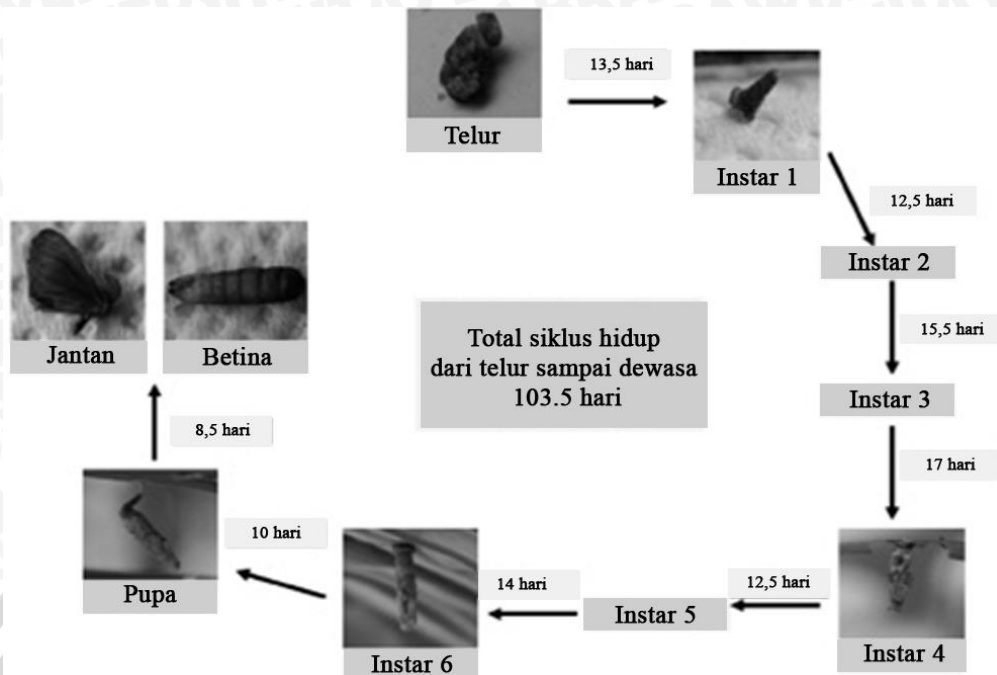 Telur
13,5 hari
Instar 1
12,5 hari
Instar 2
15,5 hari
Instar 3
17 hari
Instar 4
12,5 hari
Instar 5
14 hari
Instar 6
10 hari
Pupa
8,5 hari
Jantan
Betina
Total siklus hidup
dari telur sampai dewasa
103.5 hari